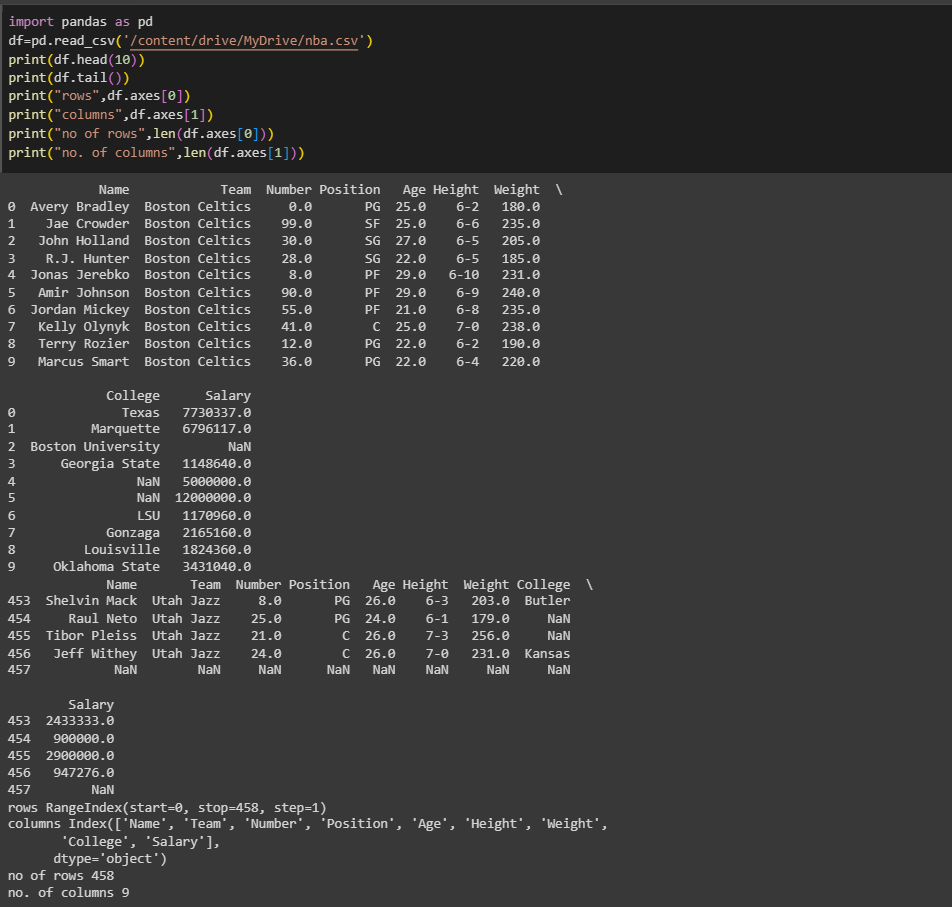 import pandas as pd
df=pd.read_csv('/content/drive/MyDrive/nba.csv')
print(df.head(10))
print(df.tail())
print("rows",df.axes[0])
print("columns",df.axes[1])
print("no of rows",len(df.axes[0]))
print("no. of columns",len(df.axes[1]))
            Name            Team  Number Position   Age Height  Weight  \
0  Avery Bradley  Boston Celtics     0.0       PG  25.0    6-2   180.0
1    Jae Crowder  Boston Celtics    99.0       SF  25.0    6-6   235.0
2   John Holland  Boston Celtics    30.0       SG  27.0    6-5   205.0
3    R.J. Hunter  Boston Celtics    28.0       SG  22.0    6-5   185.0
4  Jonas Jerebko  Boston Celtics     8.0       PF  29.0   6-10   231.0
5   Amir Johnson  Boston Celtics    90.0       PF  29.0    6-9   240.0
6  Jordan Mickey  Boston Celtics    55.0       PF  21.0    6-8   235.0
7   Kelly Olynyk  Boston Celtics    41.0        C  25.0    7-0   238.0
8   Terry Rozier  Boston Celtics    12.0       PG  22.0    6-2   190.0
9   Marcus Smart  Boston Celtics    36.0       PG  22.0    6-4   220.0
             College      Salary
0              Texas   7730337.0
1          Marquette   6796117.0
2  Boston University         NaN
3      Georgia State   1148640.0
4                NaN   5000000.0
5                NaN  12000000.0
6                LSU   1170960.0
7            Gonzaga   2165160.0
8         Louisville   1824360.0
9     Oklahoma State   3431040.0
             Name       Team  Number Position   Age Height  Weight College  \
453  Shelvin Mack  Utah Jazz     8.0       PG  26.0    6-3   203.0  Butler
454     Raul Neto  Utah Jazz    25.0       PG  24.0    6-1   179.0     NaN
455  Tibor Pleiss  Utah Jazz    21.0        C  26.0    7-3   256.0     NaN
456   Jeff Withey  Utah Jazz    24.0        C  26.0    7-0   231.0  Kansas
457           NaN        NaN     NaN      NaN   NaN    NaN     NaN     NaN
        Salary
453  2433333.0
454   900000.0
455  2900000.0
456   947276.0
457        NaN
rows RangeIndex(start=0, stop=458, step=1)
columns Index(['Name', 'Team', 'Number', 'Position', 'Age', 'Height', 'Weight',
       'College', 'Salary'],
      dtype='object')
no of rows 458
no. of columns 9